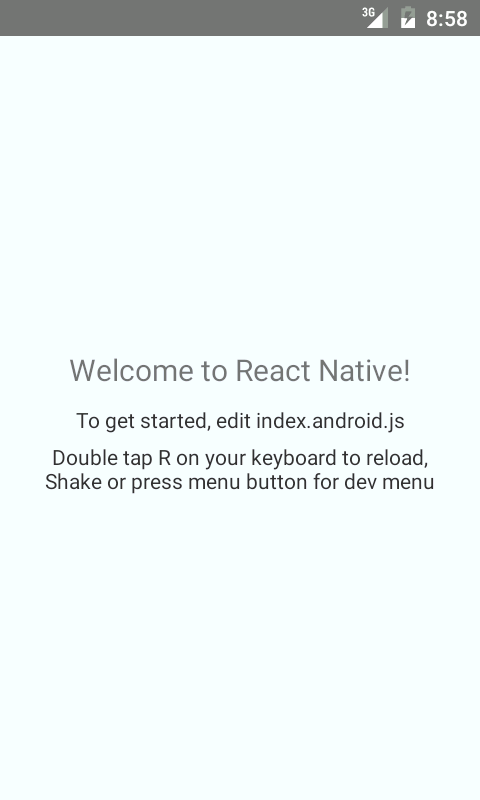 3G 8:58
Welcome to React Native!
To get started, edit index.android.js
Double tap R on your keyboard to reload,
Shake or press menu button for dev menu